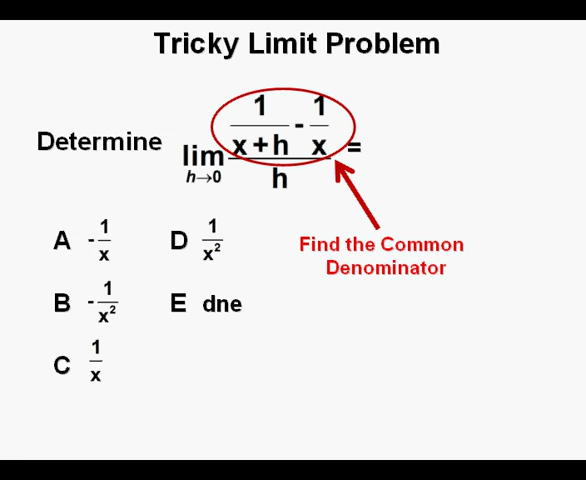 Tricky Limit Problem
Determine lim h→0 (1/(x+h) - 1/x)/h =
Find the Common
Denominator
A -1/x
D 1/x²
B -1/x²
E dne
C 1/x